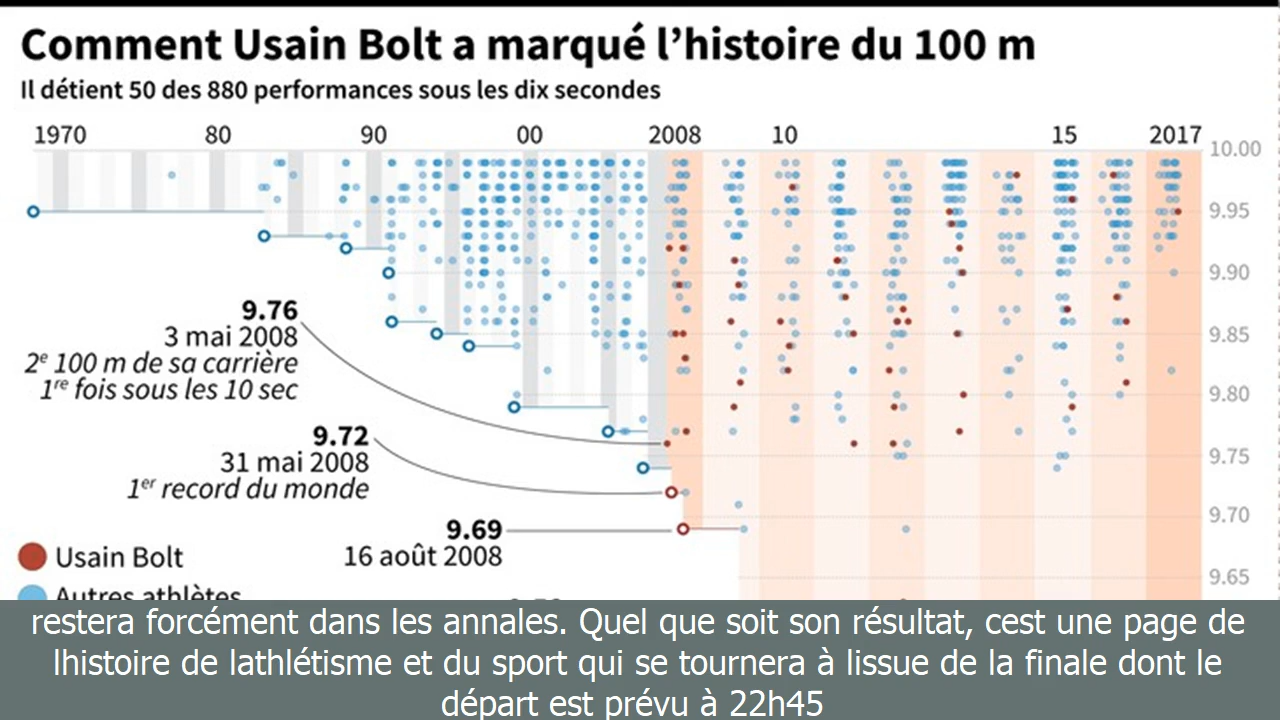 Comment Usain Bolt a marqué l’histoire du 100 m
Il détient 50 des 880 performances sous les dix secondes
1970 80 90 00 2008 10 15 2017
10.00
9.95
9.90
9.85
9.80
9.75
9.70
9.65
9.76
3 mai 2008
2e 100 m de sa carrière
1re fois sous les 10 sec
9.72
31 mai 2008
1er record du monde
9.69
16 août 2008
Usain Bolt
Autres athlètes
restera forcément dans les annales. Quel que soit son résultat, cest une page de
lhistoire de lathlétisme et du sport qui se tournera à lissue de la finale dont le
départ est prévu à 22h45